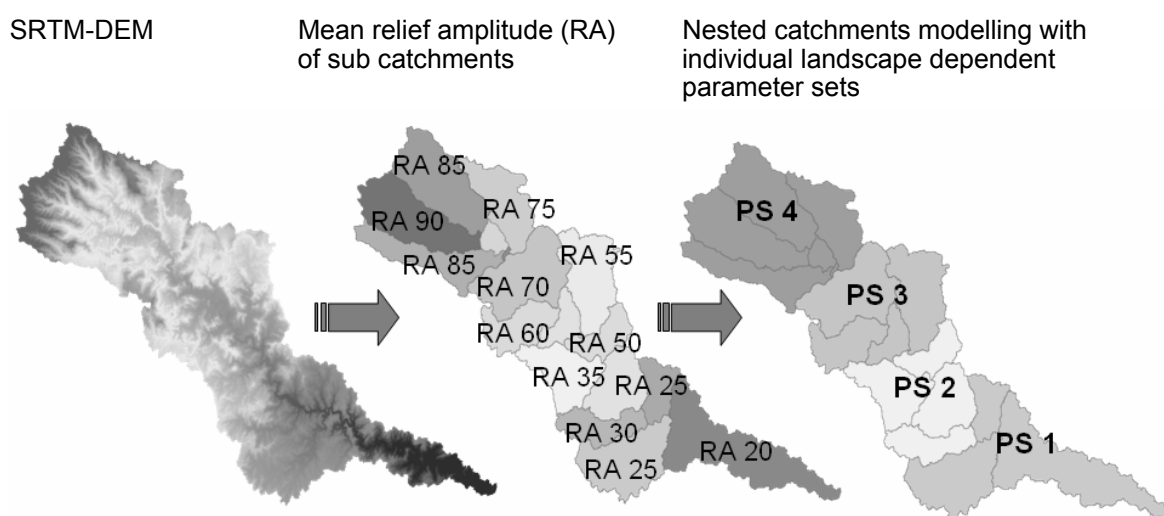 SRTM-DEM
Mean relief amplitude (RA)
of sub catchments
Nested catchments modelling with
individual landscape dependent
parameter sets
RA 85
RA 75
RA 90
RA 85
RA 55
RA 70
RA 60
RA 50
RA 35
RA 25
RA 30
RA 20
RA 25
PS 4
PS 3
PS 2
PS 1